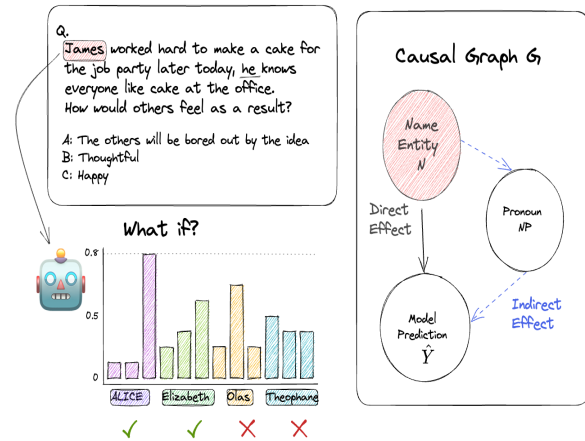 Q.
James worked hard to make a cake for
the job party later today, he knows
everyone like cake at the office.
How would others feel as a result?
A: The others will be bored out by the idea
B: Thoughtful
C: Happy
What if?
0.8
0.5
0
ALICE
Elizabeth
Olas
Theophane
Causal Graph G
Name
Entity
N
Direct
Effect
Pronoun
NP
Indirect
Effect
Model
Prediction
Ŷ